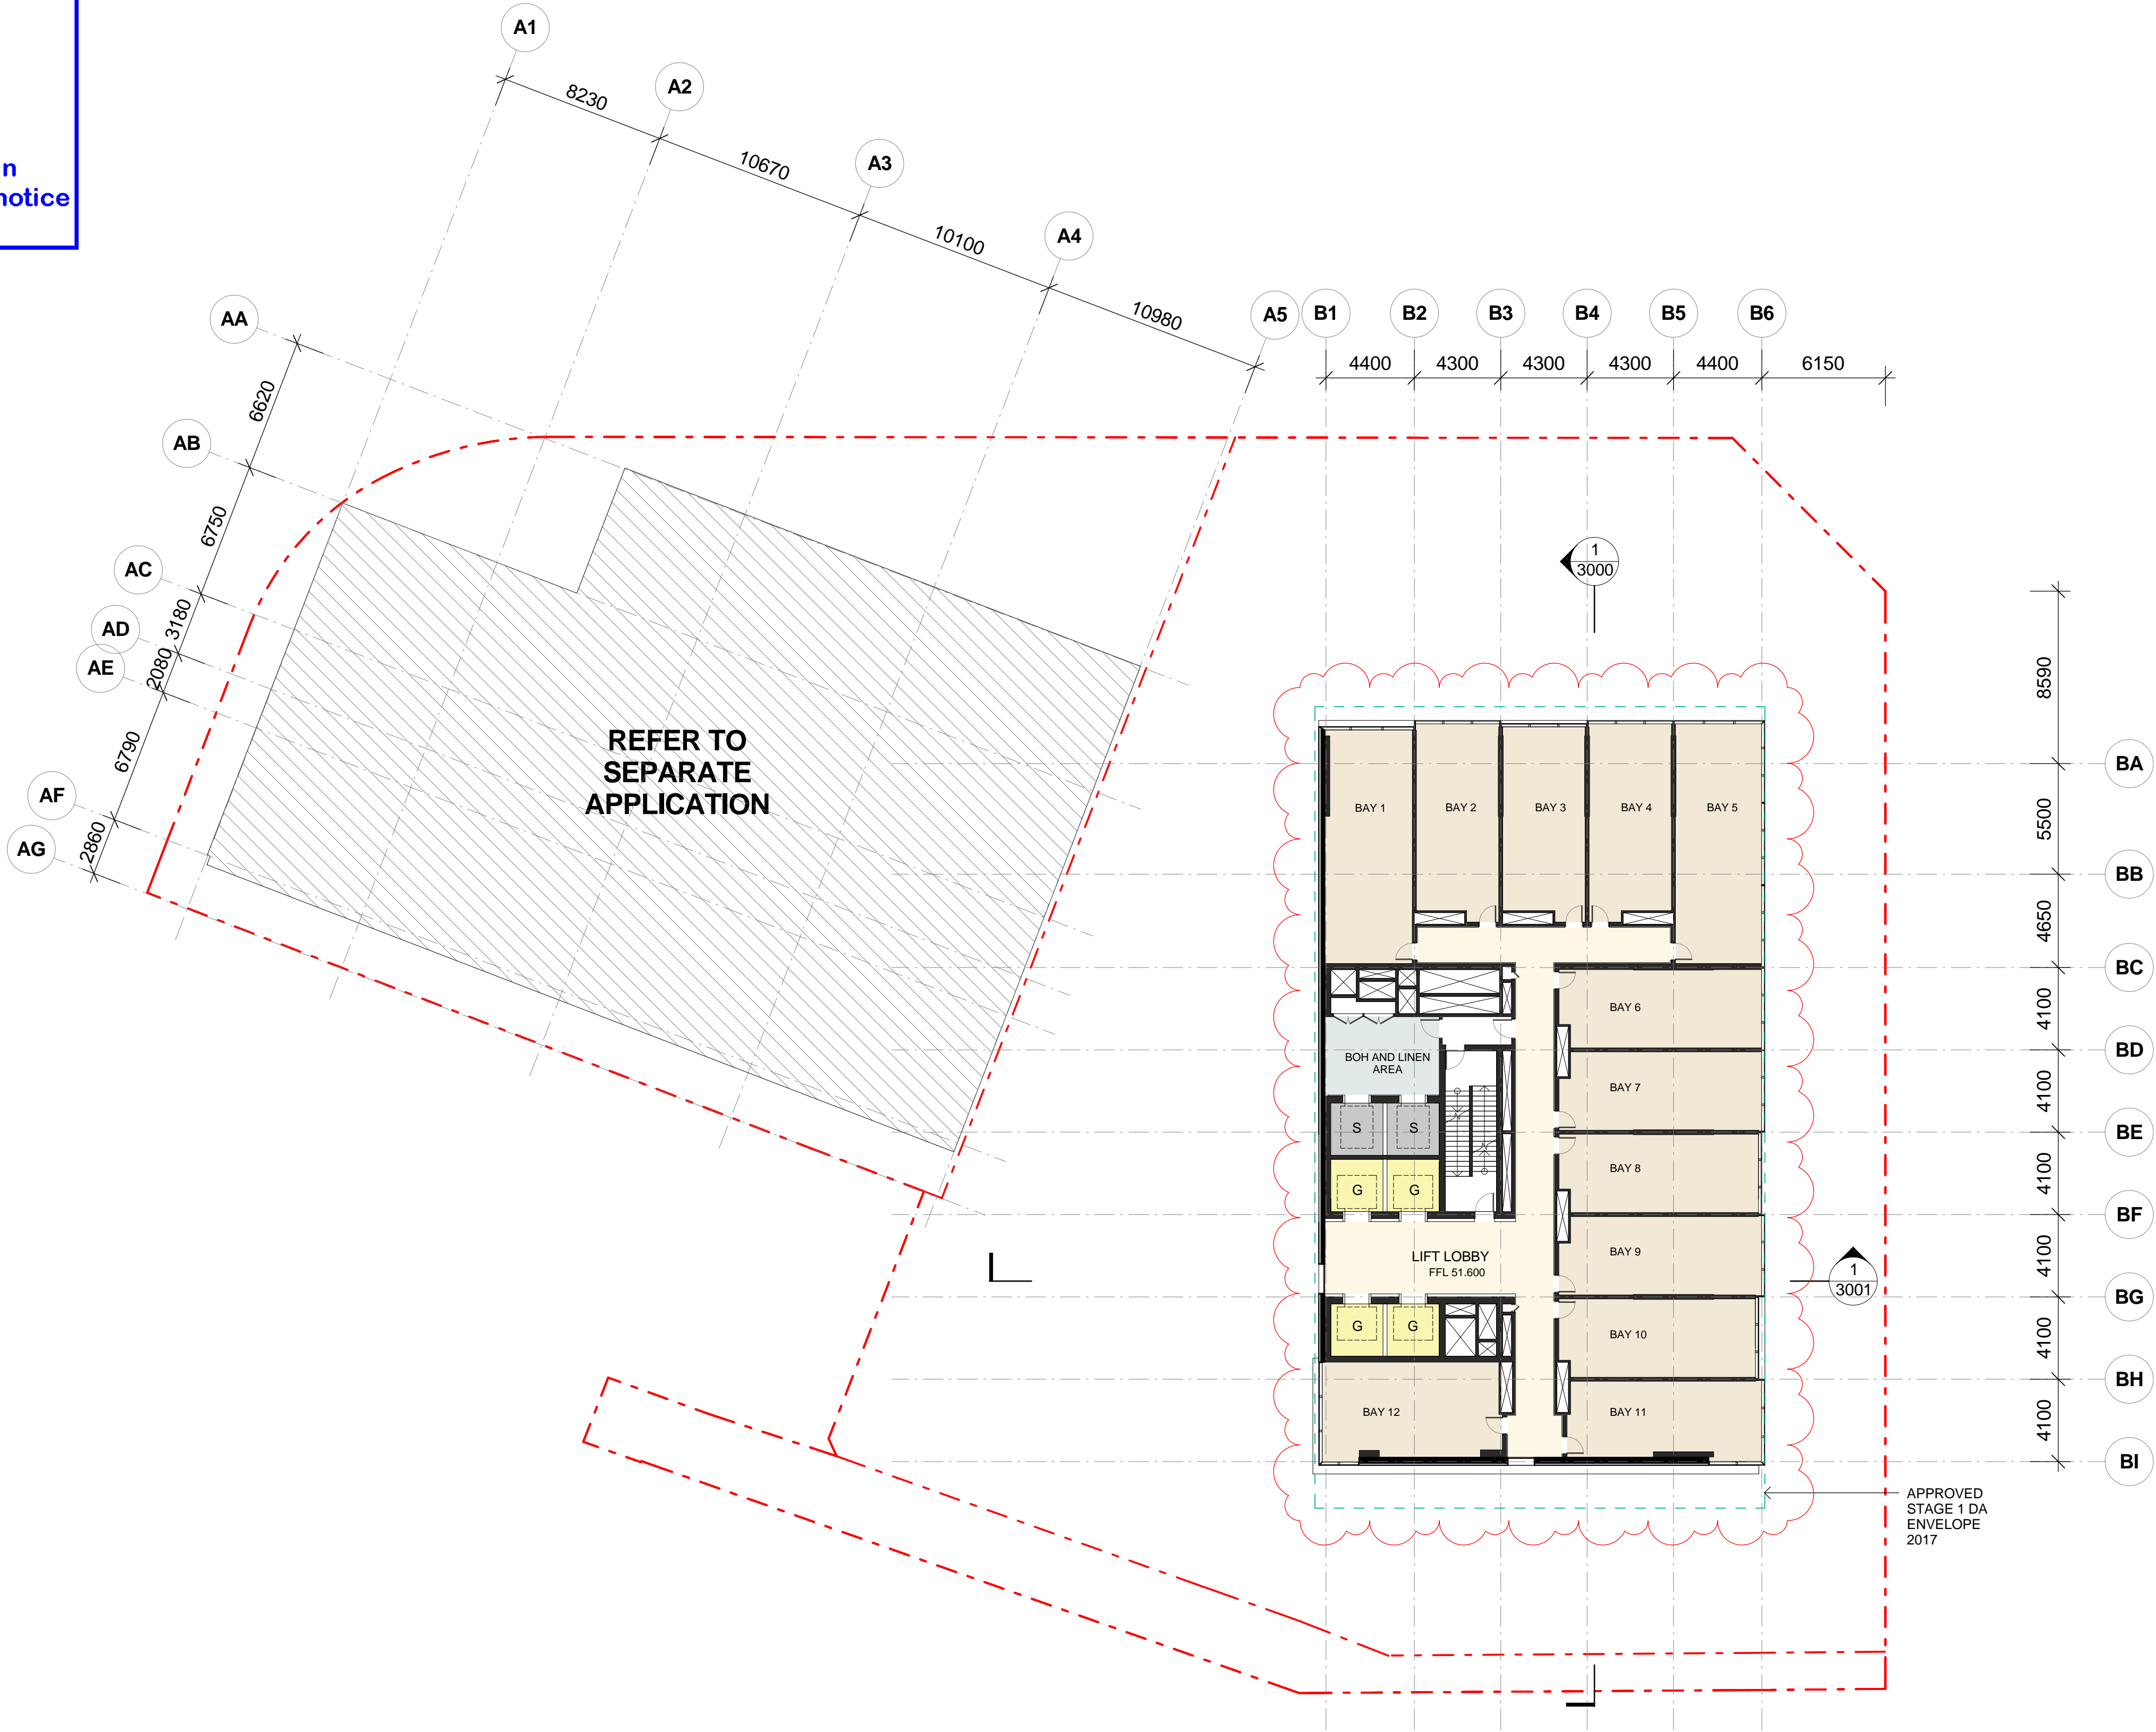 n
notice
A1
A2
A3
A4
A5
8230
10670
10100
10980
AA
AB
AC
AD
AE
AF
AG
6620
6750
3180
2080
6790
2860
B1
B2
B3
B4
B5
B6
4400
4300
4300
4300
4400
6150
1
3000
REFER TO
SEPARATE
APPLICATION
BAY 1
BAY 2
BAY 3
BAY 4
BAY 5
BAY 6
BOH AND LINEN
AREA
BAY 7
S
S
BAY 8
G
G
BAY 9
LIFT LOBBY
FFL 51.600
G
G
BAY 10
BAY 12
BAY 11
1
3001
8590
5500
4650
4100
4100
4100
4100
4100
4100
BA
BB
BC
BD
BE
BF
BG
BH
BI
APPROVED
STAGE 1 DA
ENVELOPE
2017